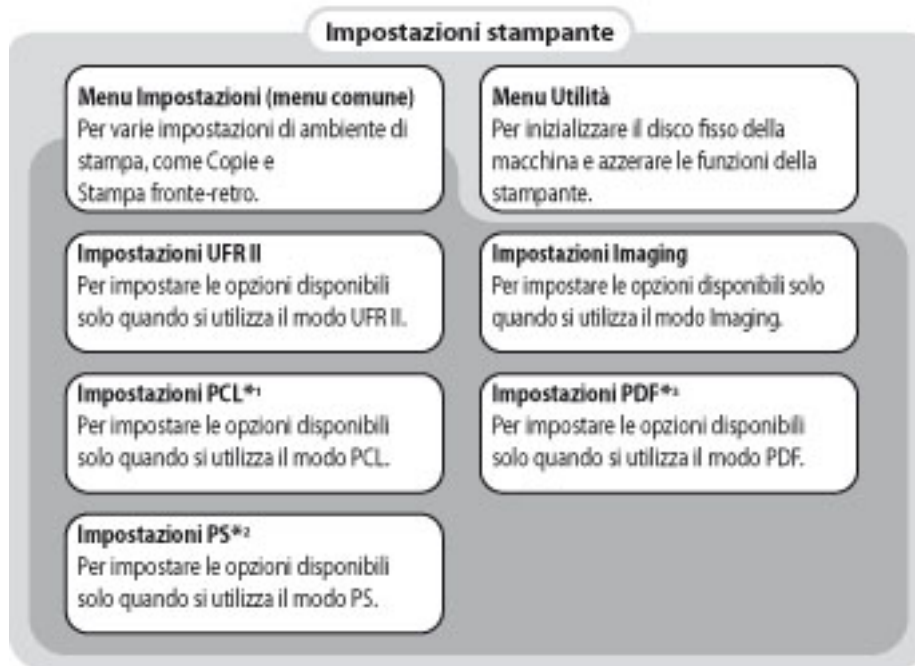 Impostazioni stampante
Menu Impostazioni (menu comune)
Per varie impostazioni di ambiente di
stampa, come Copie e
Stampa fronte-retro.
Menu Utilità
Per inizializzare il disco fisso della
macchina e azzerare le funzioni della
stampante.
Impostazioni UFR II
Per impostare le opzioni disponibili
solo quando si utilizza il modo UFR II.
Impostazioni Imaging
Per impostare le opzioni disponibili solo
quando si utilizza il modo Imaging.
Impostazioni PCL*1
Per impostare le opzioni disponibili
solo quando si utilizza il modo PCL.
Impostazioni PDF*3
Per impostare le opzioni disponibili
solo quando si utilizza il modo PDF.
Impostazioni PS*2
Per impostare le opzioni disponibili
solo quando si utilizza il modo PS.